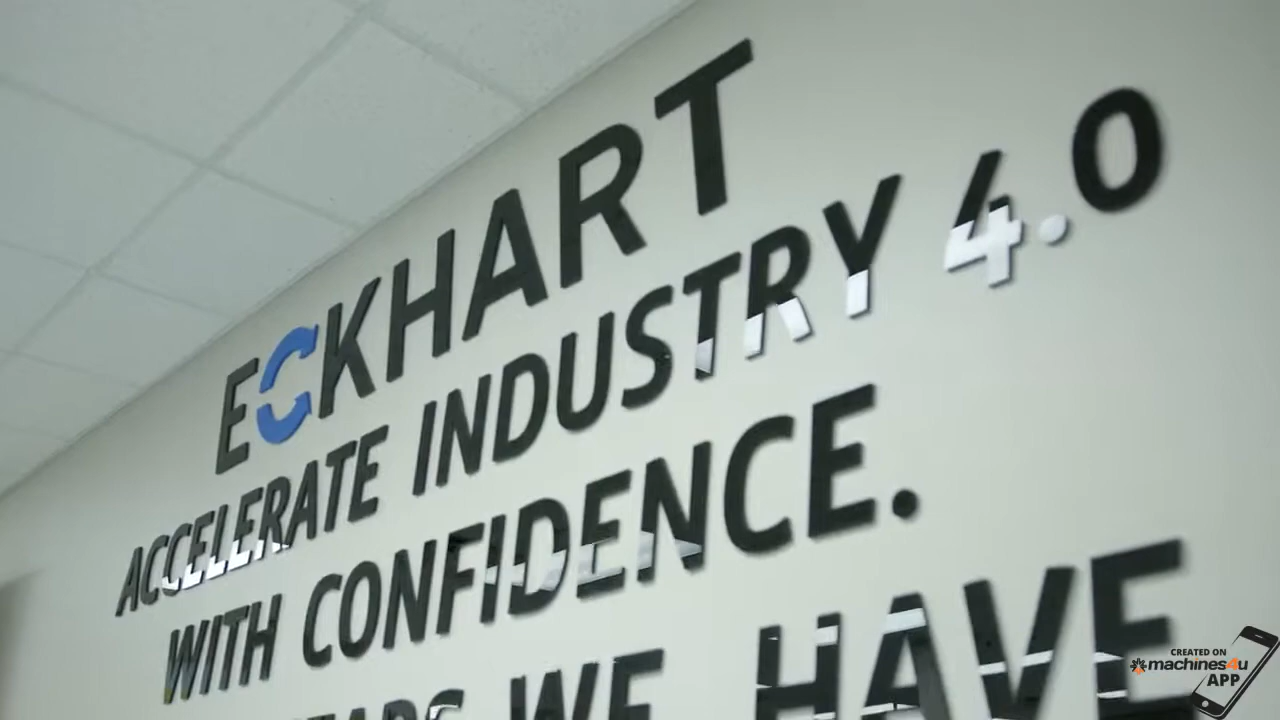 ECKHART
ACCELERATE INDUSTRY 4.0
WITH CONFIDENCE.
WE HAVE
CREATED ON
machines4u
APP